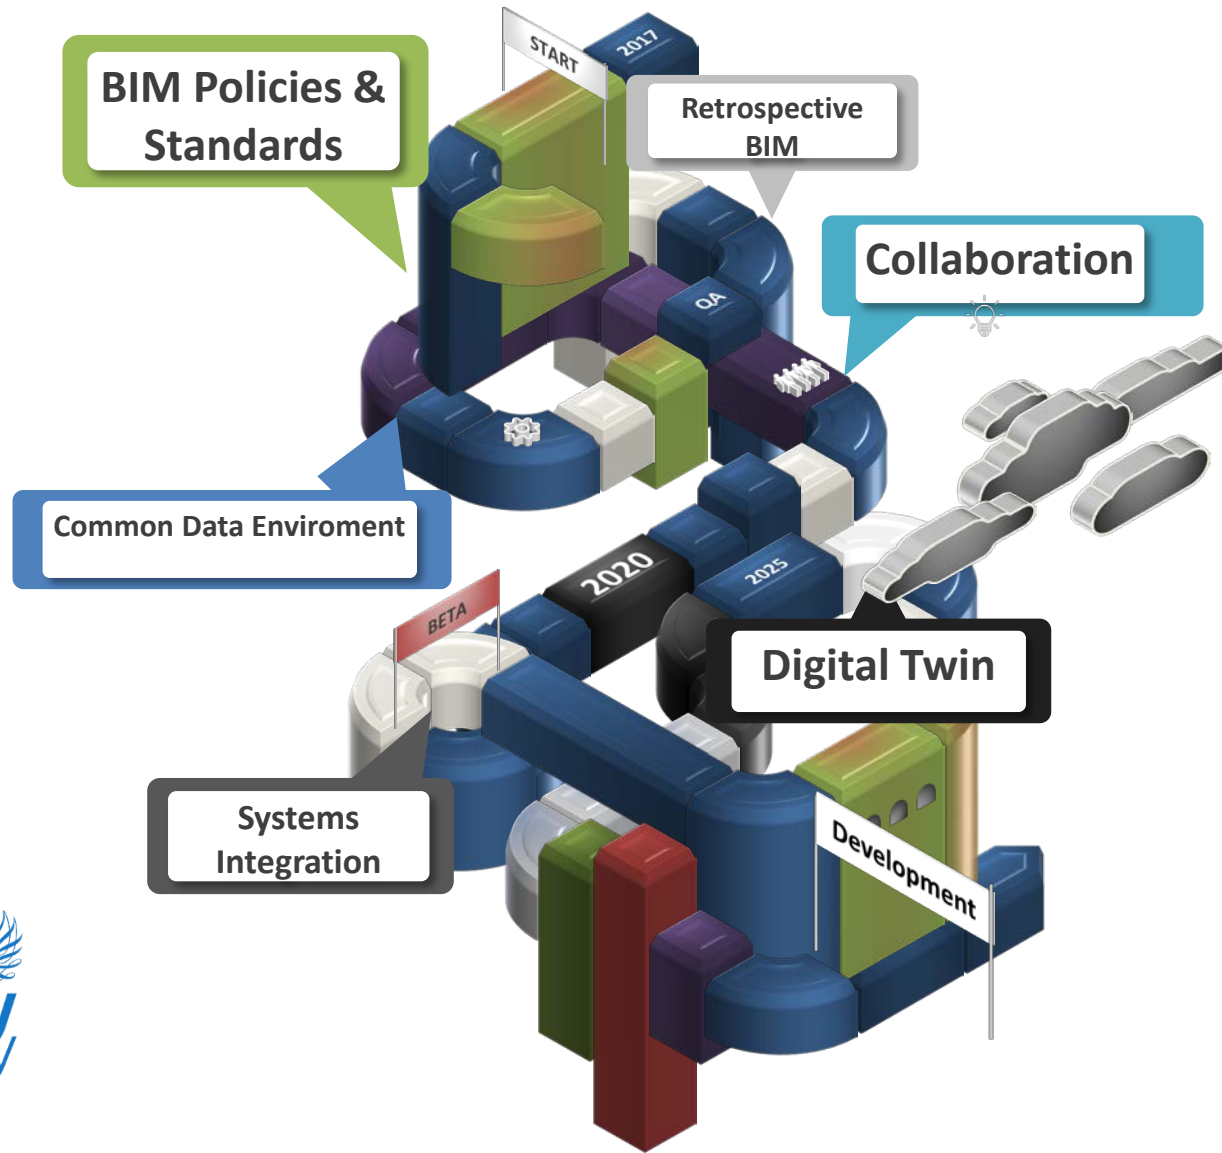 START
2017
BIM Policies &
Standards
Retrospective
BIM
Collaboration
QA
Common Data Enviroment
2020
2025
BETA
Digital Twin
Systems
Integration
Development